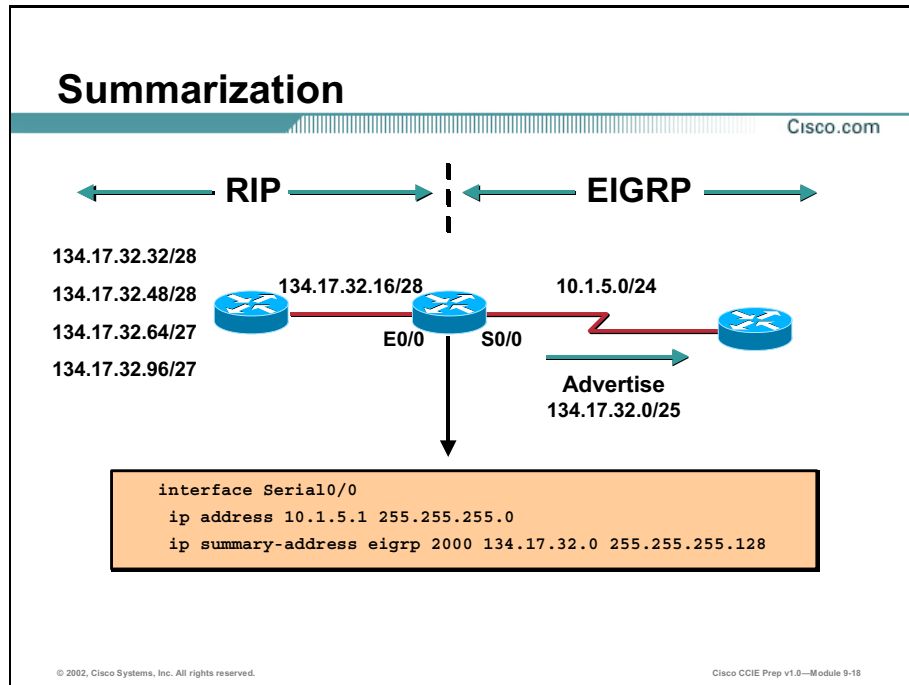 Summarization
Cisco.com
RIP
EIGRP
134.17.32.32/28
134.17.32.48/28
134.17.32.64/27
134.17.32.96/27
134.17.32.16/28
10.1.5.0/24
E0/0
S0/0
Advertise
134.17.32.0/25
interface Serial0/0
ip address 10.1.5.1 255.255.255.0
ip summary-address eigrp 2000 134.17.32.0 255.255.255.128
© 2002, Cisco Systems, Inc. All rights reserved.
Cisco CCIE Prep v1.0—Module 9-18